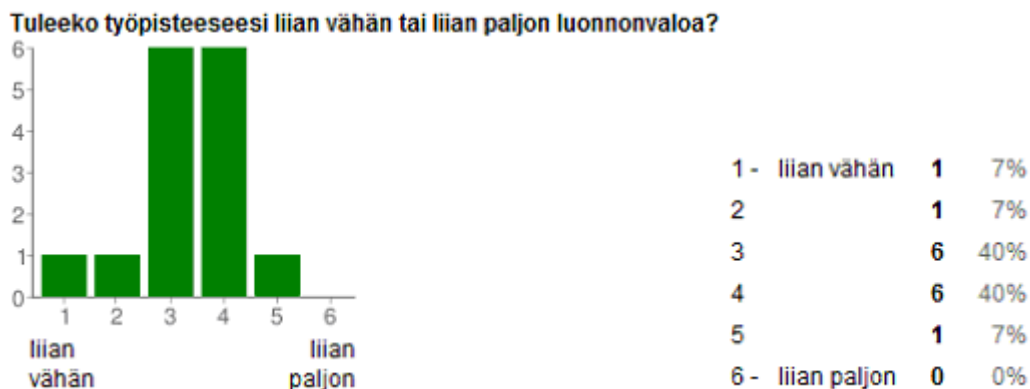 Tuleeko työpisteeseesi liian vähän tai liian paljon luonnonvaloa?
6
5
4
3
2
1
0
1 2 3 4 5 6
liian vähän
liian paljon
1 - liian vähän 1 7%
2 1 7%
3 6 40%
4 6 40%
5 1 7%
6 - liian paljon 0 0%